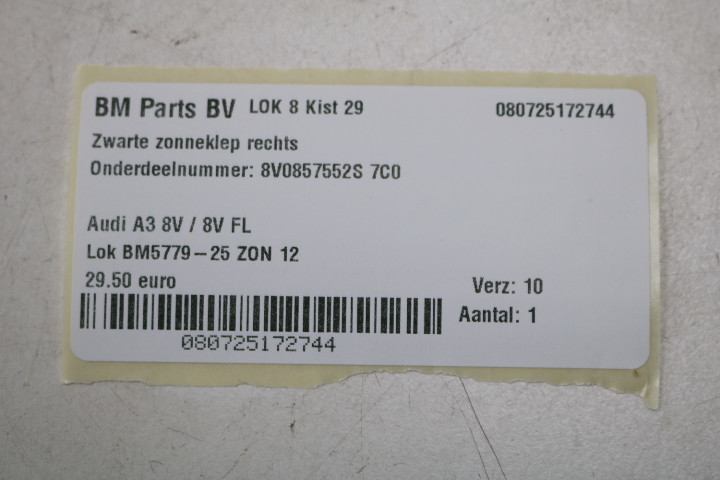 BM Parts BV LOK 8 Kist 29 080725172744
Zwarte zonneklep rechts
Onderdeelnummer: 8V0857552S 7C0
Audi A3 8V / 8V FL
Lok BM5779-25 ZON 12
29.50 euro Verz: 10
Aantal: 1
080725172744